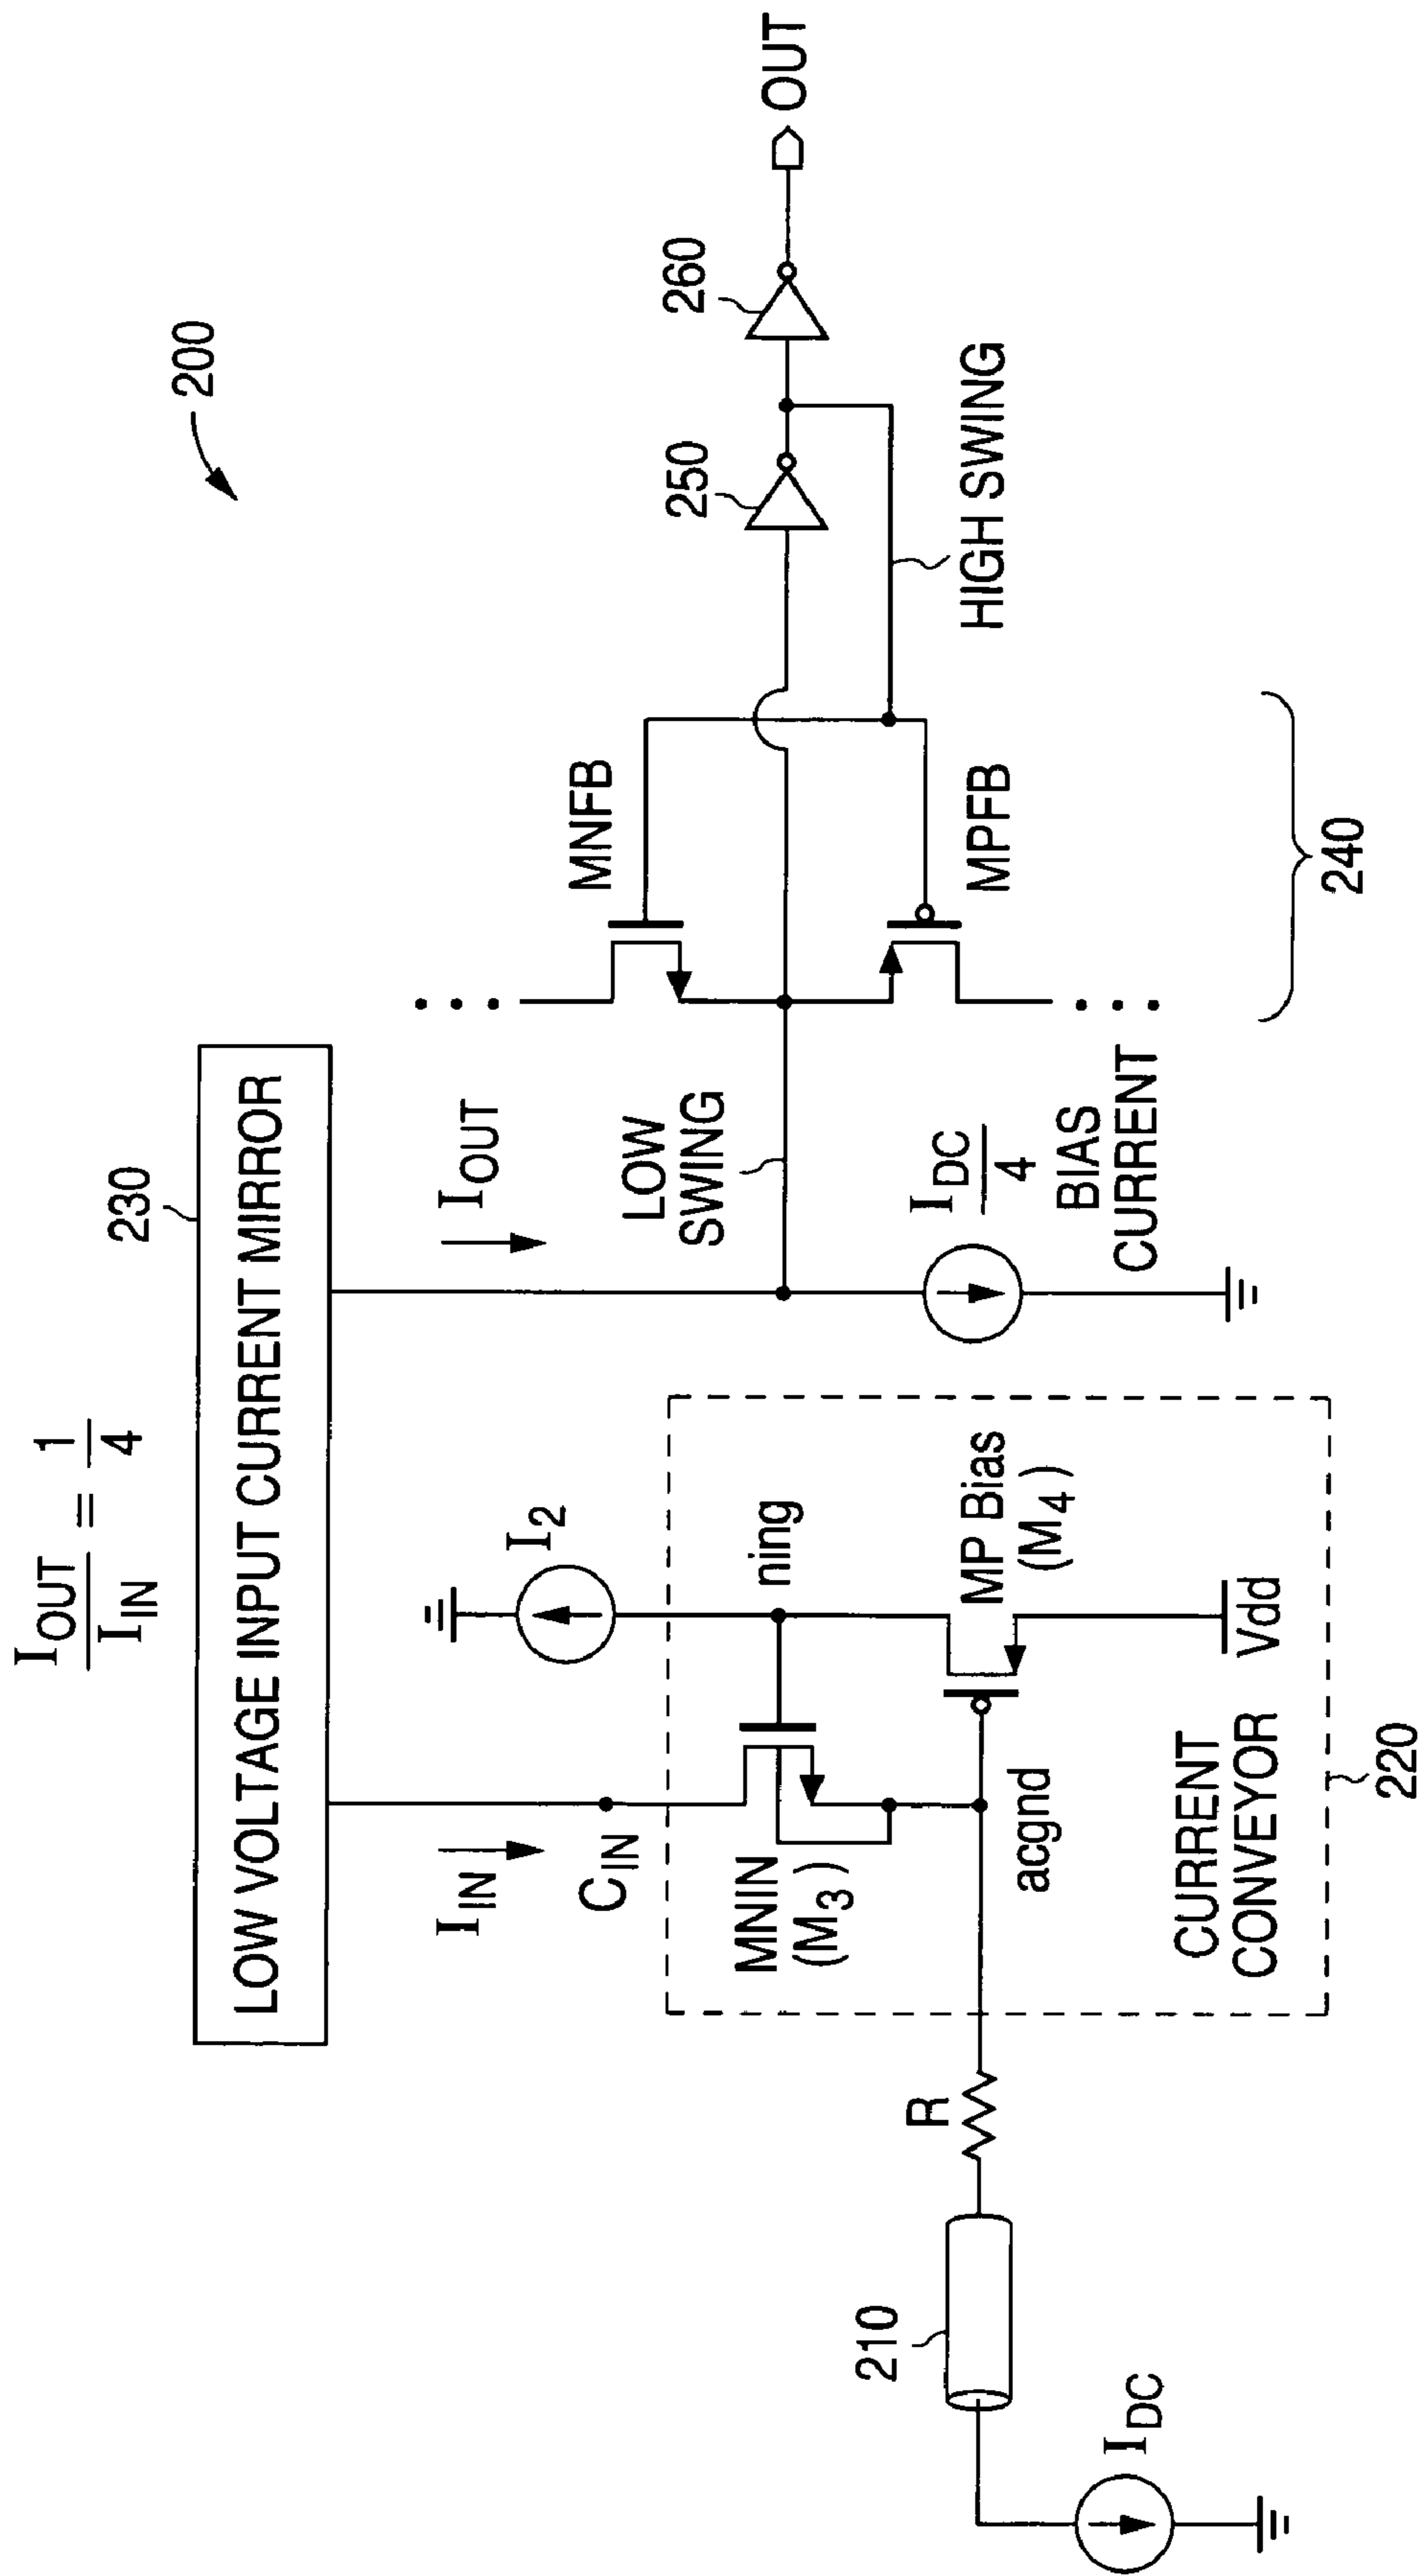 200
I_OUT / I_IN = 1/4
230
LOW VOLTAGE INPUT CURRENT MIRROR
I_IN
C_IN
I_2
I_OUT
MNIN
(M_3)
ning
MP Bias
(M_4)
acgnd
Vdd
CURRENT
CONVEYOR
220
R
210
I_DC
LOW
SWING
I_DC / 4
BIAS
CURRENT
MNFB
MPFB
240
HIGH SWING
250
260
OUT